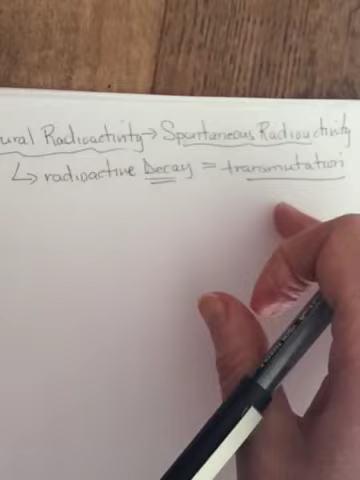 ural Radioactivity → Spontaneous Radioactivity
↳ radioactive Decay = transmutation